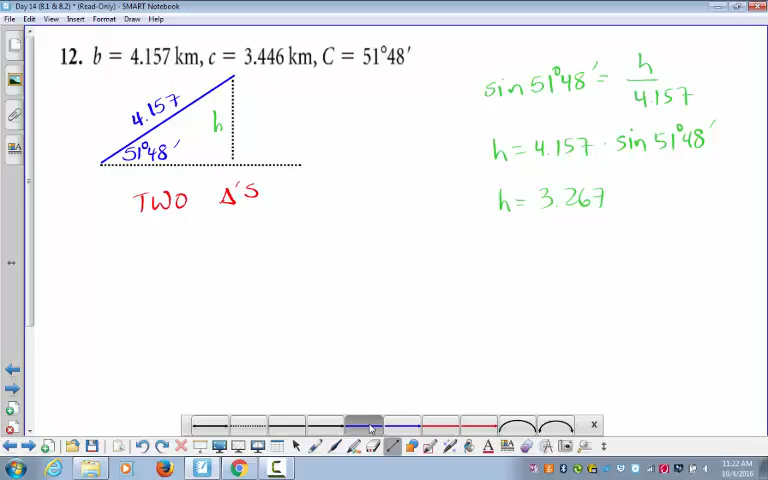 Day 14 (8.1 & 8.2) * [Read-Only] - SMART Notebook
File Edit View Insert Format Draw Help
12. b = 4.157 km, c = 3.446 km, C = 51°48′
4.157
h
51°48′
TWO Δ'S
sin 51°48′ = h/4.157
h = 4.157 · sin 51°48′
h = 3.267
x
A
11:22 AM
10/4/2016